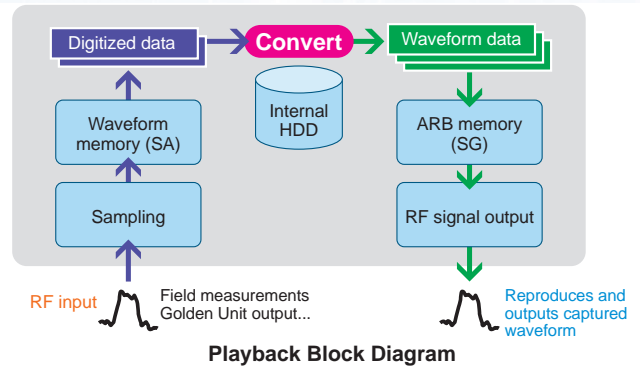 Digitized data
Convert
Waveform data
Internal
HDD
Waveform
memory (SA)
ARB memory
(SG)
Sampling
RF signal output
RF input
Field measurements
Golden Unit output...
Reproduces and
outputs captured
waveform
Playback Block Diagram